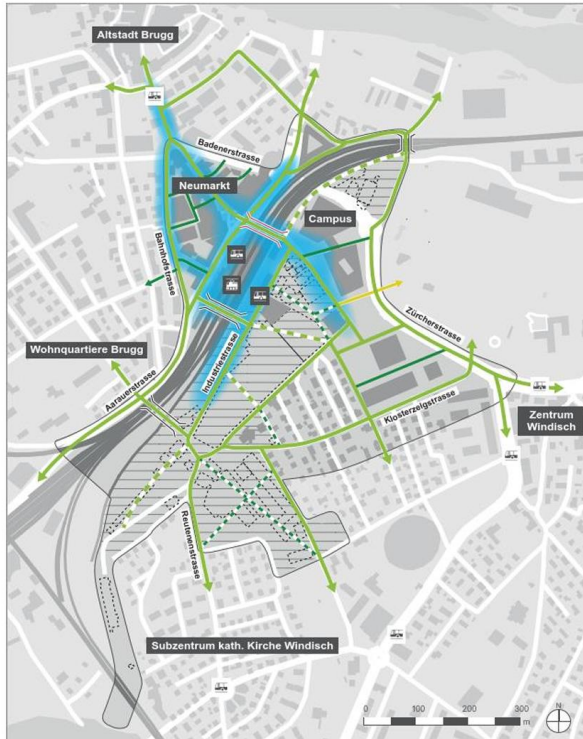 Altstadt Brugg
Badenerstrasse
Neumarkt
Campus
Bahnhofstrasse
Zürcherstrasse
Wohnquartiere Brugg
Industriestrasse
Aarauerstrasse
Klosterzelgstrasse
Zentrum
Windisch
Reutenenstrasse
Subzentrum kath. Kirche Windisch
0 100 200 300
m
N